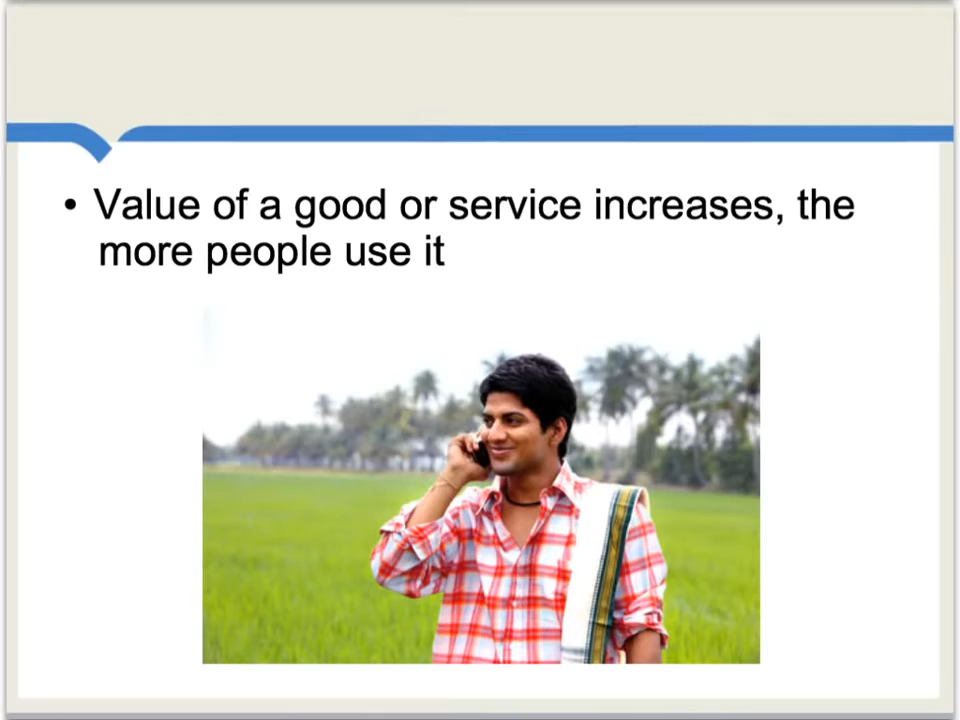 • Value of a good or service increases, the
more people use it